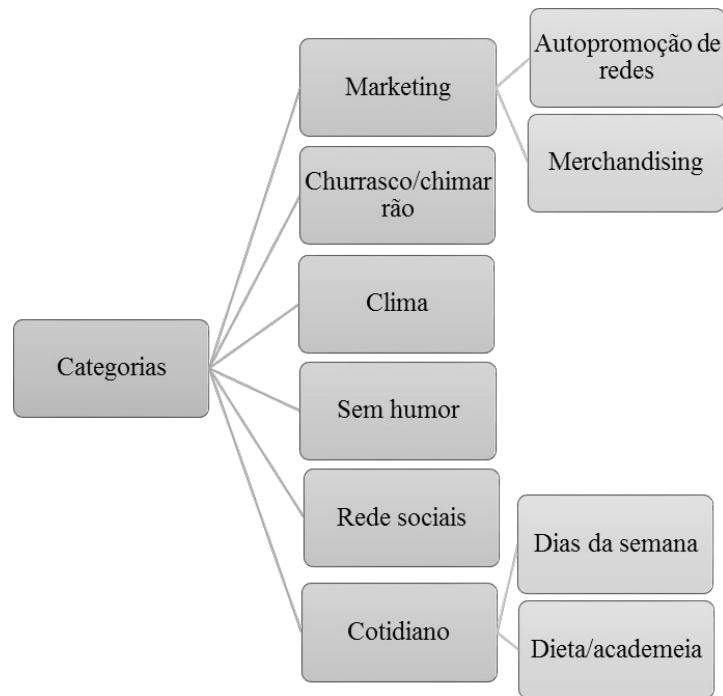 Categorias
Marketing
Autopromoção de
redes
Merchandising
Churrasco/chimar
rão
Clima
Sem humor
Rede sociais
Cotidiano
Dias da semana
Dieta/academeia